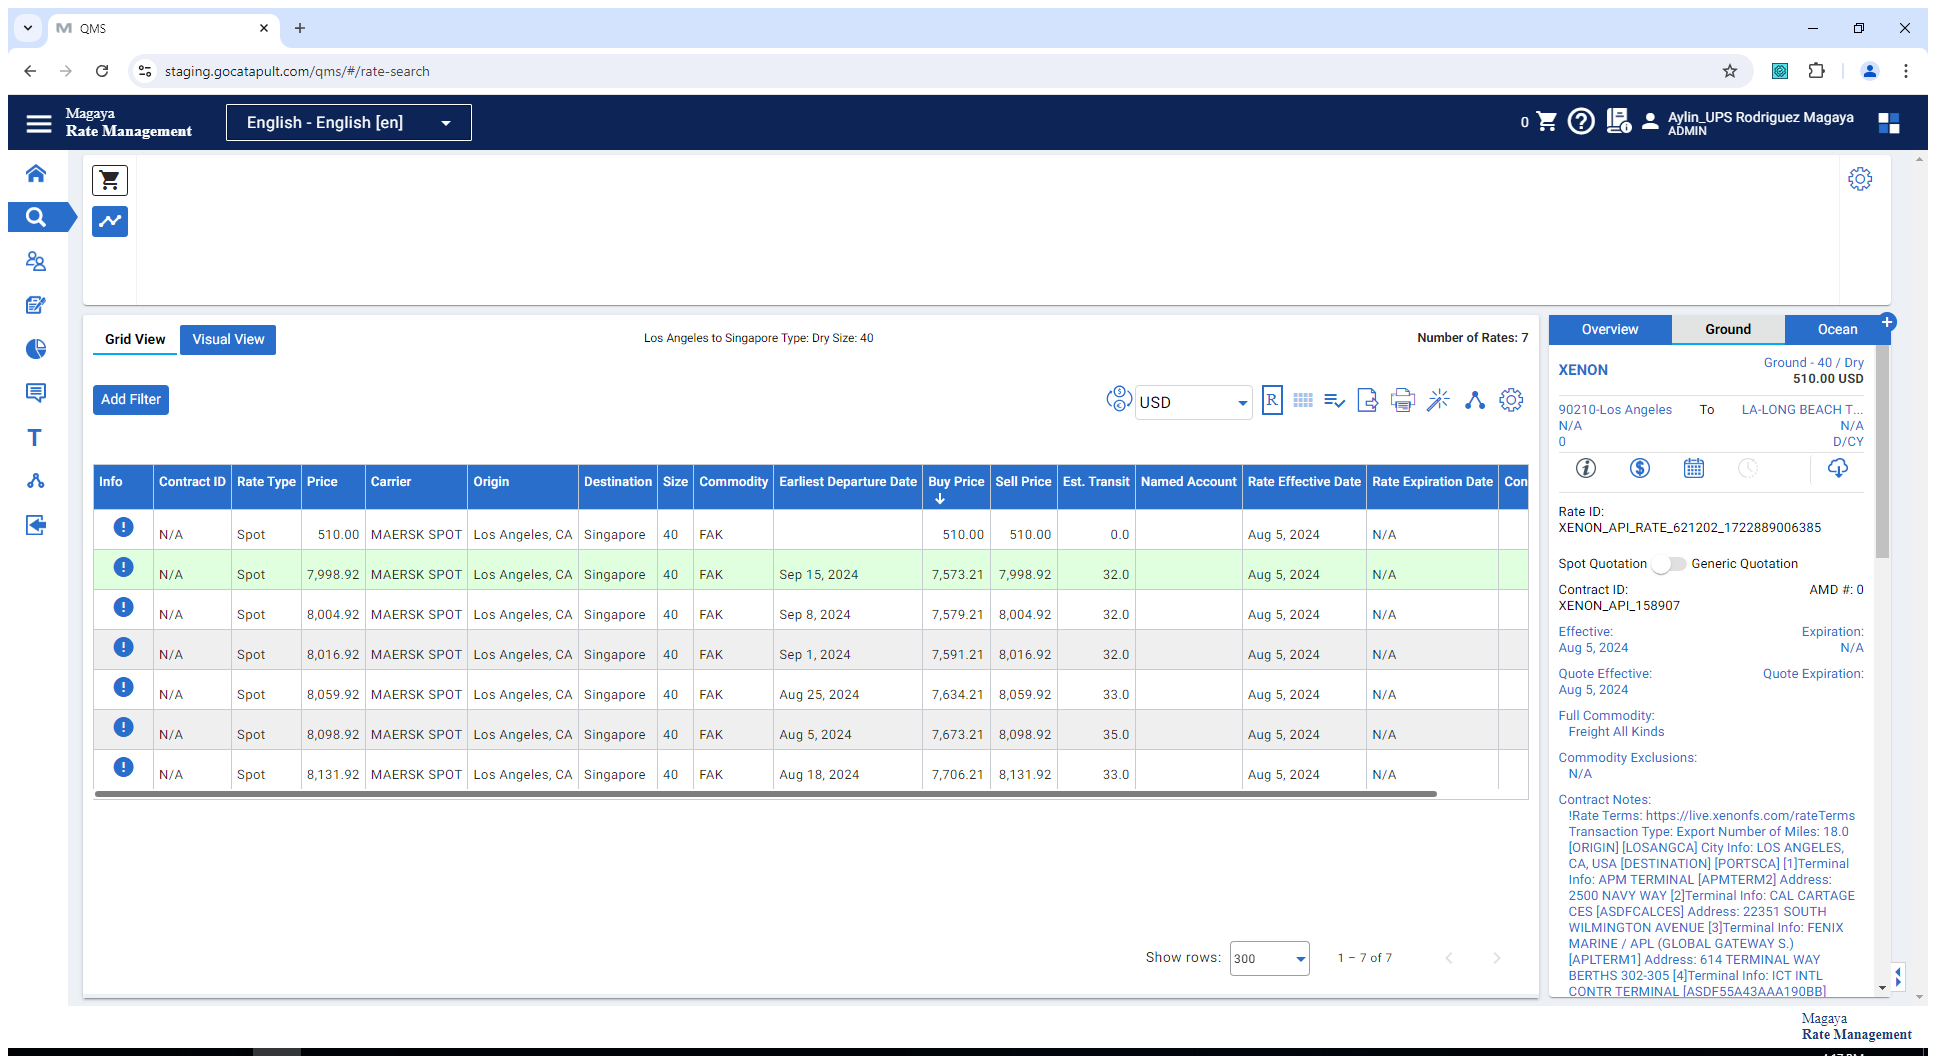 QMS
staging.gocatapult.com/qms/#/rate-search
Magaya
Rate Management
English - English [en]
0
Aylin_UPS Rodriguez Magaya
ADMIN
Grid View
Visual View
Los Angeles to Singapore Type: Dry Size: 40
Number of Rates: 7
Add Filter
USD
R
Info Contract ID Rate Type Price Carrier Origin Destination Size Commodity Earliest Departure Date Buy Price Sell Price Est. Transit Named Account Rate Effective Date Rate Expiration Date Con
N/A Spot 510.00 MAERSK SPOT Los Angeles, CA Singapore 40 FAK 510.00 510.00 0.0 Aug 5, 2024 N/A
N/A Spot 7,998.92 MAERSK SPOT Los Angeles, CA Singapore 40 FAK Sep 15, 2024 7,573.21 7,998.92 32.0 Aug 5, 2024 N/A
N/A Spot 8,004.92 MAERSK SPOT Los Angeles, CA Singapore 40 FAK Sep 8, 2024 7,579.21 8,004.92 32.0 Aug 5, 2024 N/A
N/A Spot 8,016.92 MAERSK SPOT Los Angeles, CA Singapore 40 FAK Sep 1, 2024 7,591.21 8,016.92 32.0 Aug 5, 2024 N/A
N/A Spot 8,059.92 MAERSK SPOT Los Angeles, CA Singapore 40 FAK Aug 25, 2024 7,634.21 8,059.92 33.0 Aug 5, 2024 N/A
N/A Spot 8,098.92 MAERSK SPOT Los Angeles, CA Singapore 40 FAK Aug 5, 2024 7,673.21 8,098.92 35.0 Aug 5, 2024 N/A
N/A Spot 8,131.92 MAERSK SPOT Los Angeles, CA Singapore 40 FAK Aug 18, 2024 7,706.21 8,131.92 33.0 Aug 5, 2024 N/A
Show rows: 300 1 – 7 of 7
Overview Ground Ocean
XENON Ground - 40 / Dry
510.00 USD
90210-Los Angeles To LA-LONG BEACH T...
N/A N/A
0 D/CY
Rate ID:
XENON_API_RATE_621202_1722889006385
Spot Quotation Generic Quotation
Contract ID: AMD #: 0
XENON_API_158907
Effective: Expiration:
Aug 5, 2024 N/A
Quote Effective: Quote Expiration:
Aug 5, 2024
Full Commodity:
Freight All Kinds
Commodity Exclusions:
N/A
Contract Notes:
!Rate Terms: https://live.xenonfs.com/rateTerms
Transaction Type: Export Number of Miles: 18.0
[ORIGIN] [LOSANGCA] City Info: LOS ANGELES,
CA, USA [DESTINATION] [PORTSCA] [1]Terminal
Info: APM TERMINAL [APMTERM2] Address:
2500 NAVY WAY [2]Terminal Info: CAL CARTAGE
CES [ASDFCALCES] Address: 22351 SOUTH
WILMINGTON AVENUE [3]Terminal Info: FENIX
MARINE / APL (GLOBAL GATEWAY S.)
[APLTERM1] Address: 614 TERMINAL WAY
BERTHS 302-305 [4]Terminal Info: ICT INTL
CONTR TERMINAL [ASDF55A43AAA190BB]
Magaya
Rate Management